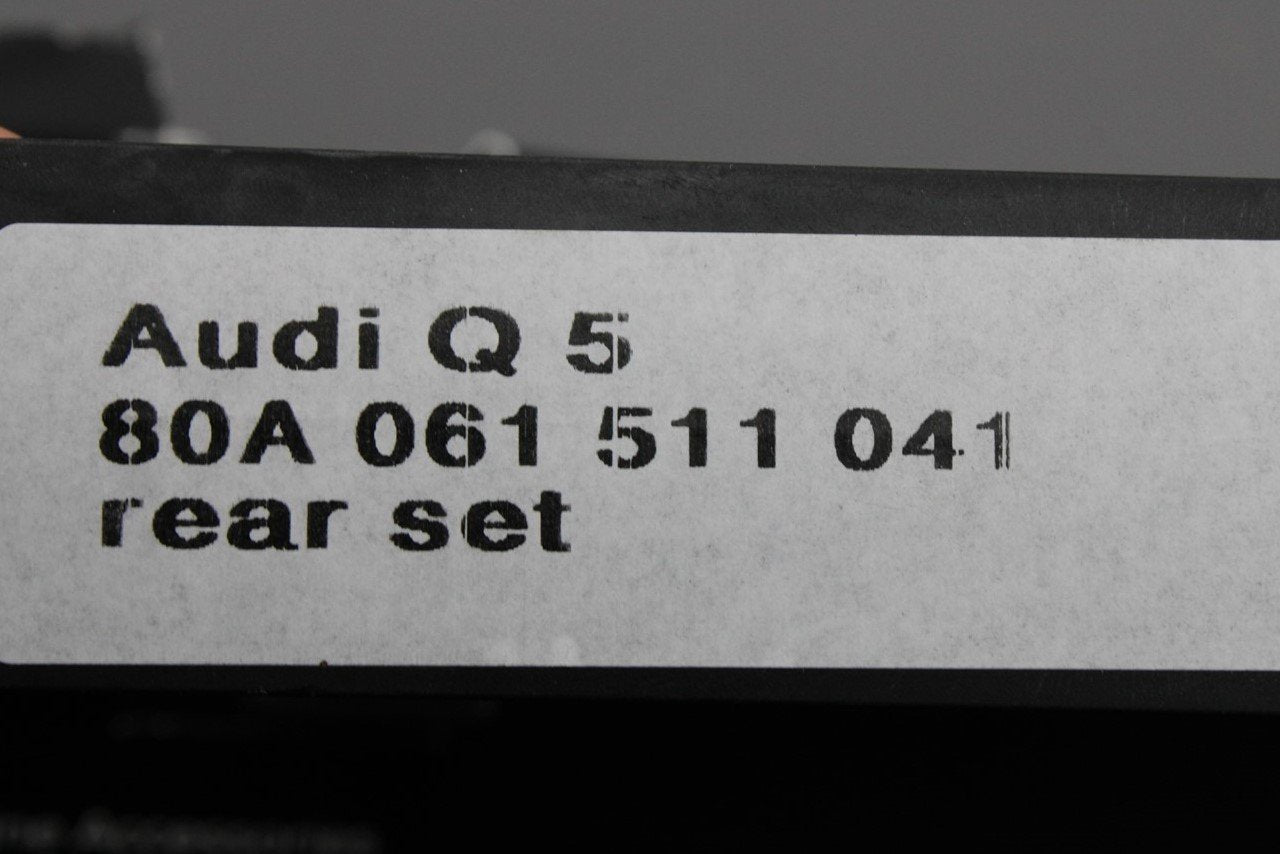 Audi Q 5
80A 061 511 041
rear set